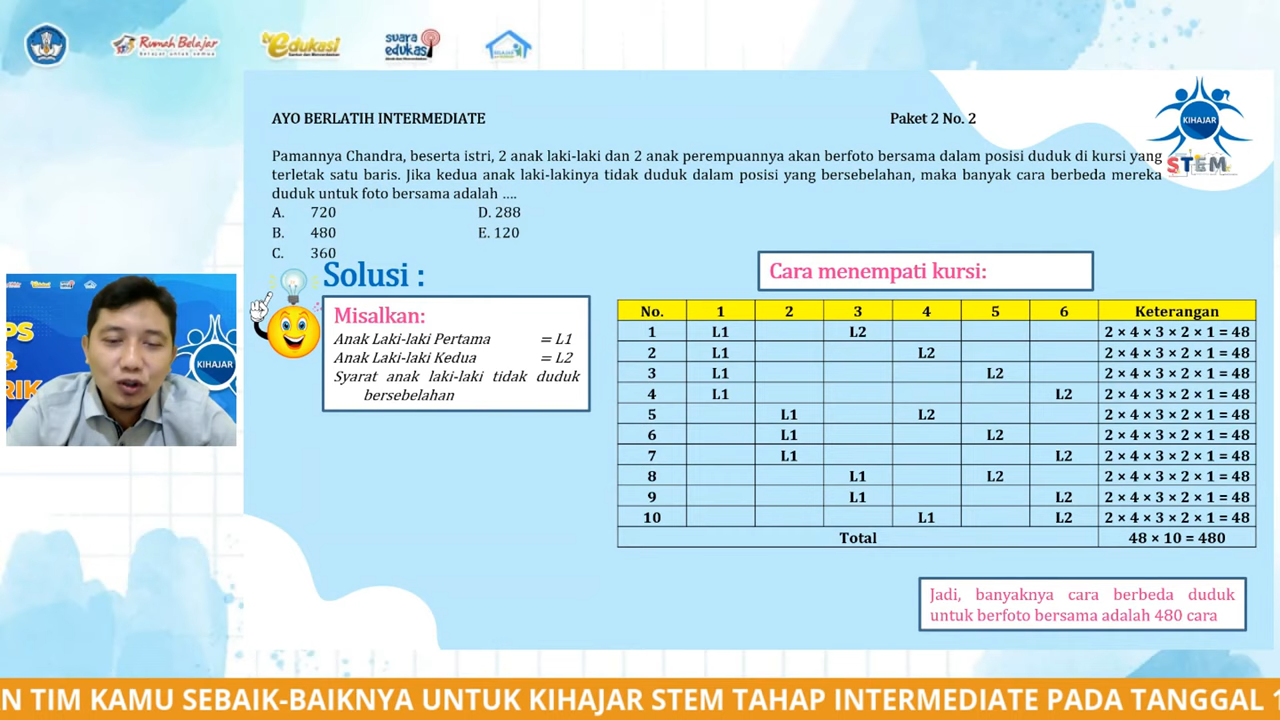 Rumah Belajar
Belajar untuk semua
tv edukasi
suara
edukasi
AYO BERLATIH INTERMEDIATE
Paket 2 No. 2
KIHAJAR
STEM
Pamannya Chandra, beserta istri, 2 anak laki-laki dan 2 anak perempuannya akan berfoto bersama dalam posisi duduk di kursi yang
terletak satu baris. Jika kedua anak laki-lakinya tidak duduk dalam posisi yang bersebelahan, maka banyak cara berbeda mereka
duduk untuk foto bersama adalah ....
A. 720 D. 288
B. 480 E. 120
C. 360
Solusi :
Misalkan:
Anak Laki-laki Pertama = L1
Anak Laki-laki Kedua = L2
Syarat anak laki-laki tidak duduk
bersebelahan
Cara menempati kursi:
No. 1 2 3 4 5 6 Keterangan
1 L1 L2 2 × 4 × 3 × 2 × 1 = 48
2 L1 L2 2 × 4 × 3 × 2 × 1 = 48
3 L1 L2 2 × 4 × 3 × 2 × 1 = 48
4 L1 L2 2 × 4 × 3 × 2 × 1 = 48
5 L1 L2 2 × 4 × 3 × 2 × 1 = 48
6 L1 L2 2 × 4 × 3 × 2 × 1 = 48
7 L1 L2 2 × 4 × 3 × 2 × 1 = 48
8 L1 L2 2 × 4 × 3 × 2 × 1 = 48
9 L1 L2 2 × 4 × 3 × 2 × 1 = 48
10 L1 L2 2 × 4 × 3 × 2 × 1 = 48
Total 48 × 10 = 480
Jadi, banyaknya cara berbeda duduk
untuk berfoto bersama adalah 480 cara
PS
&
RIK
KIHAJAR
N TIM KAMU SEBAIK-BAIKNYA UNTUK KIHAJAR STEM TAHAP INTERMEDIATE PADA TANGGAL 1